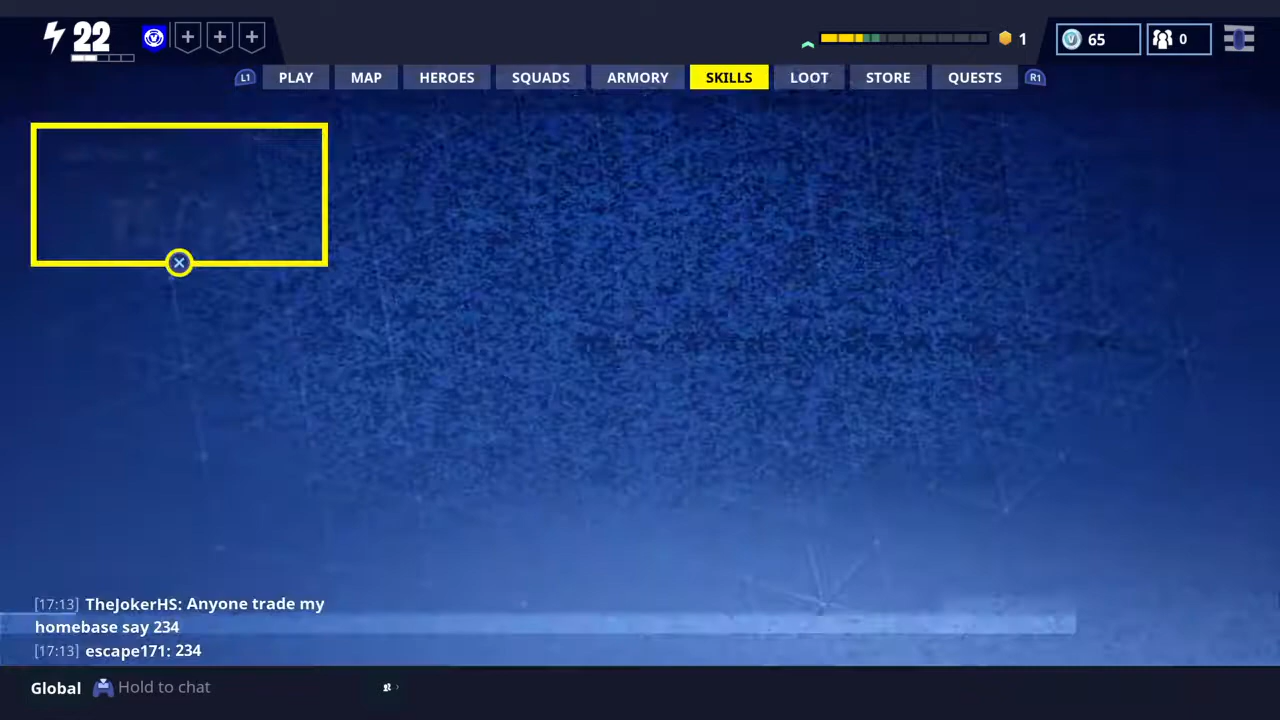 22
1
65
0
L1 PLAY MAP HEROES SQUADS ARMORY SKILLS LOOT STORE QUESTS R1
[17:13] TheJokerHS: Anyone trade my
homebase say 234
[17:13] escape171: 234
Global Hold to chat